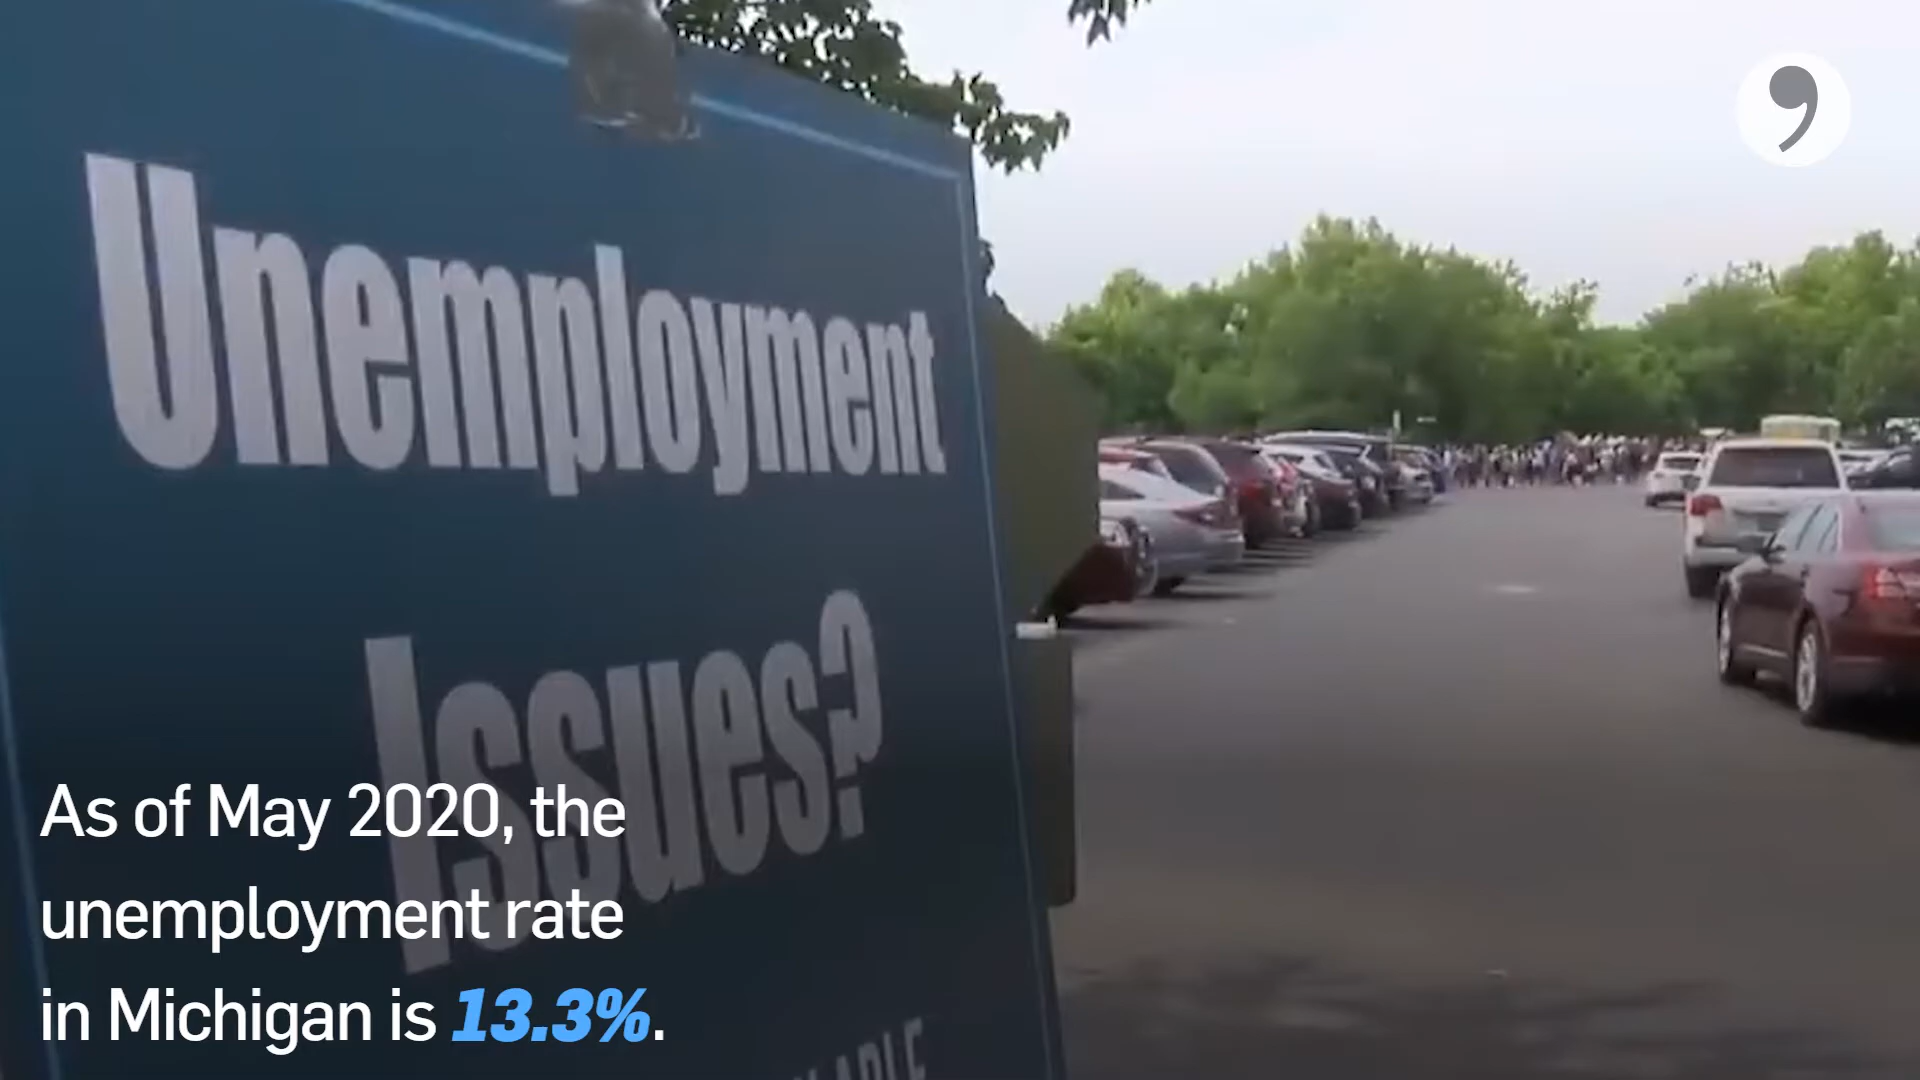 Unemployment
Issues?
As of May 2020, the
unemployment rate
in Michigan is 13.3%.